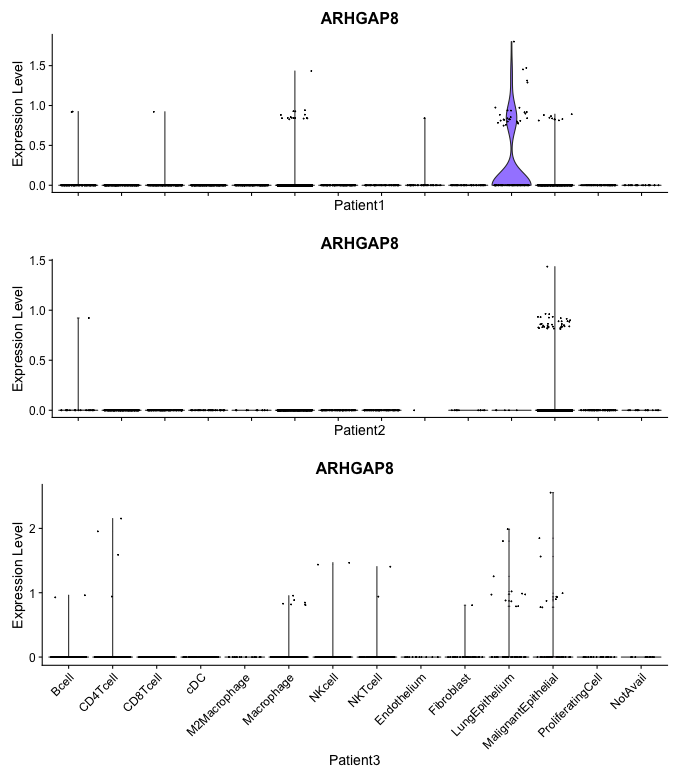 ARHGAP8
Expression Level
1.5
1.0
0.5
0.0
Patient1
ARHGAP8
Expression Level
1.5
1.0
0.5
0.0
Patient2
ARHGAP8
Expression Level
2
1
0
Bcell
CD4Tcell
CD8Tcell
cDC
M2Macrophage
Macrophage
NKcell
NKTcell
Endothelium
Fibroblast
LungEpithelium
MalignantEpithelial
ProliferatingCell
NotAvail
Patient3